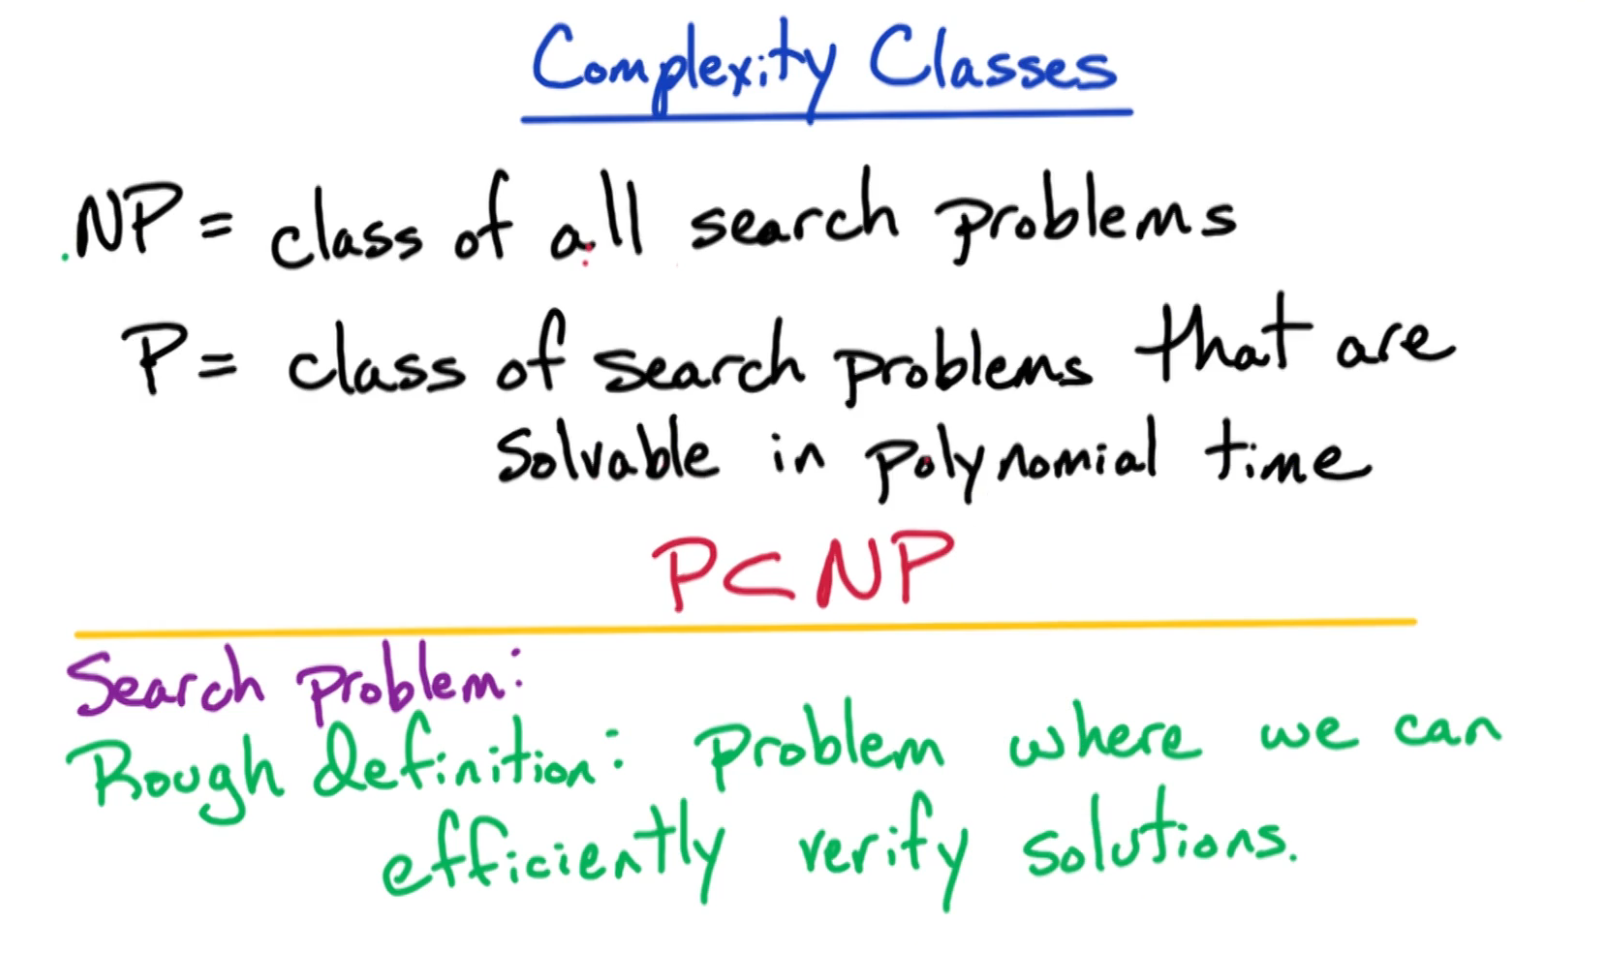 Complexity Classes
NP = class of all search problems
P = class of search problems that are
solvable in polynomial time
P ⊂ NP
Search problem:
Rough definition: Problem where we can
efficiently verify solutions.